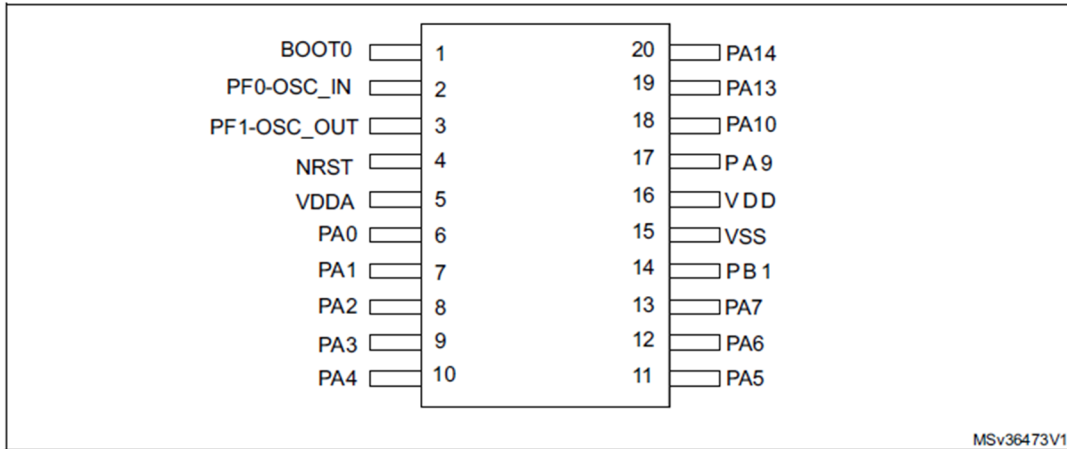 BOOT0 1 20 PA14
PF0-OSC_IN 2 19 PA13
PF1-OSC_OUT 3 18 PA10
NRST 4 17 PA9
VDDA 5 16 VDD
PA0 6 15 VSS
PA1 7 14 PB1
PA2 8 13 PA7
PA3 9 12 PA6
PA4 10 11 PA5
MSv36473V1